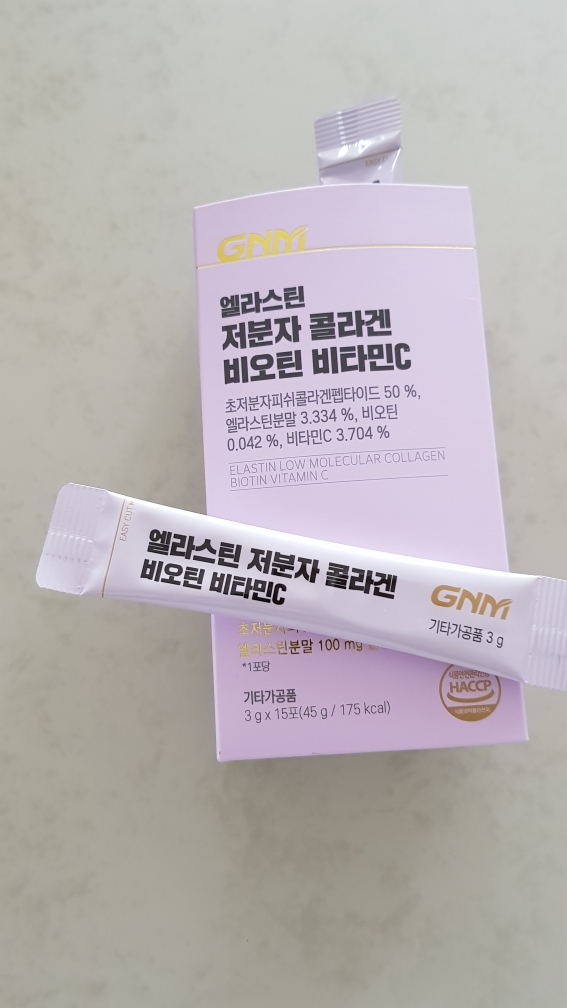 GNM
엘라스틴
저분자 콜라겐
비오틴 비타민C
초저분자피쉬콜라겐펩타이드 50 %,
엘라스틴분말 3.334 %, 비오틴
0.042 %, 비타민C 3.704 %
ELASTIN LOW MOLECULAR COLLAGEN
BIOTIN VITAMIN C
EASY CUT
엘라스틴 저분자 콜라겐
비오틴 비타민C
GNM
기타가공품 3 g
엘라스틴분말 100 mg
*1포당
기타가공품
3 g x 15포(45 g / 175 kcal)
HACCP